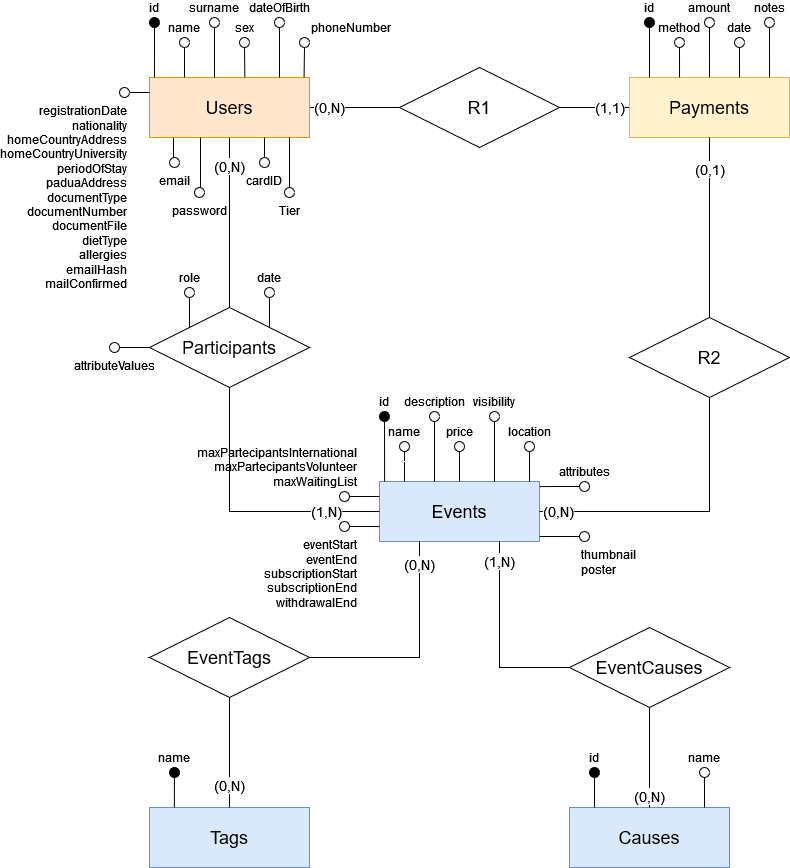 id
surname
dateOfBirth
name
sex
phoneNumber
id
amount
notes
method
date
Users
(0,N)
R1
(1,1)
Payments
registrationDate
nationality
homeCountryAddress
homeCountryUniversity
periodOfStay
paduaAddress
documentType
documentNumber
documentFile
dietType
allergies
emailHash
mailConfirmed
email
(0,N)
cardID
password
Tier
(0,1)
role
date
Participants
attributeValues
R2
id
description
visibility
name
price
location
maxPartecipantsInternational
maxPartecipantsVolunteer
maxWaitingList
attributes
(1,N)
Events
(0,N)
eventStart
eventEnd
subscriptionStart
subscriptionEnd
withdrawalEnd
(0,N)
(1,N)
thumbnail
poster
EventTags
EventCauses
name
(0,N)
Tags
id
name
(0,N)
Causes